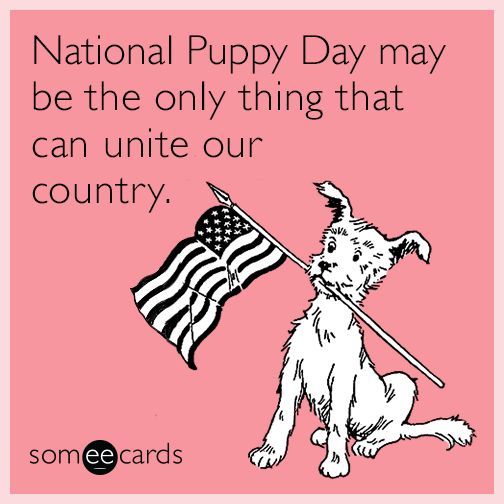 National Puppy Day may
be the only thing that
can unite our
country.
someecards